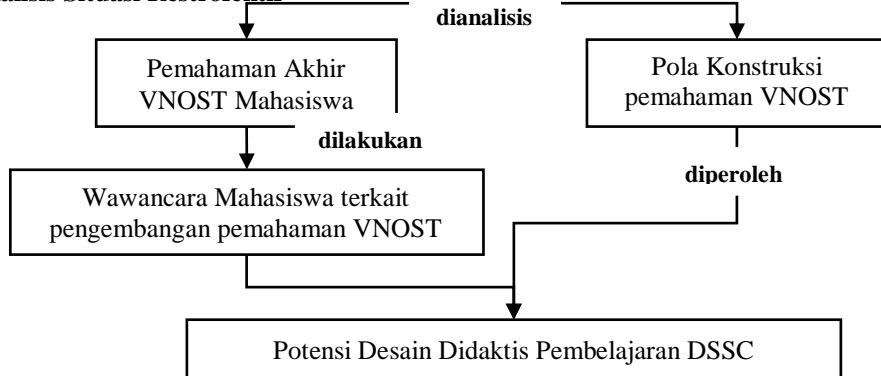 dianalisis
Pemahaman Akhir
VNOST Mahasiswa
Pola Konstruksi
pemahaman VNOST
dilakukan
diperoleh
Wawancara Mahasiswa terkait
pengembangan pemahaman VNOST
Potensi Desain Didaktis Pembelajaran DSSC